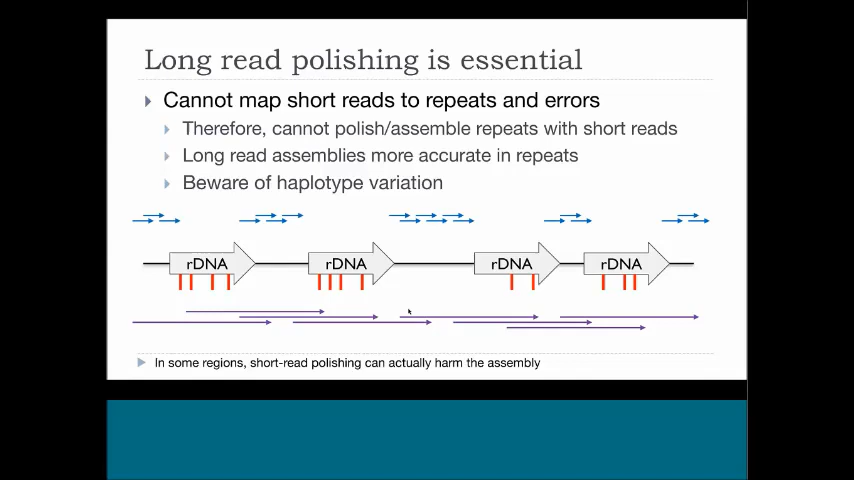 Long read polishing is essential
Cannot map short reads to repeats and errors
Therefore, cannot polish/assemble repeats with short reads
Long read assemblies more accurate in repeats
Beware of haplotype variation
rDNA rDNA rDNA rDNA
In some regions, short-read polishing can actually harm the assembly